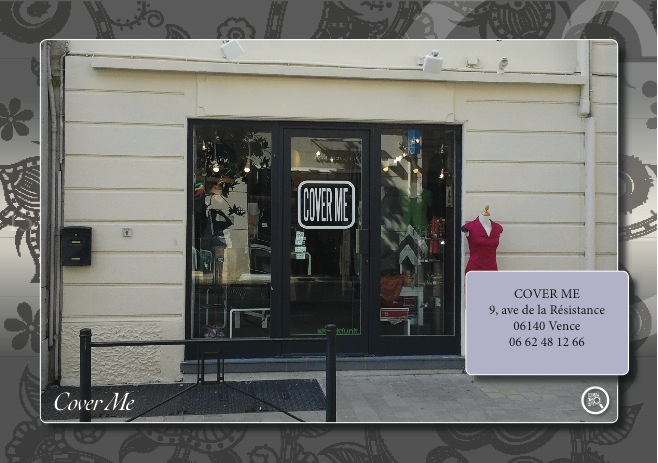 COVER ME
COVER ME
9, ave de la Résistance
06140 Vence
06 62 48 12 66
Cover Me